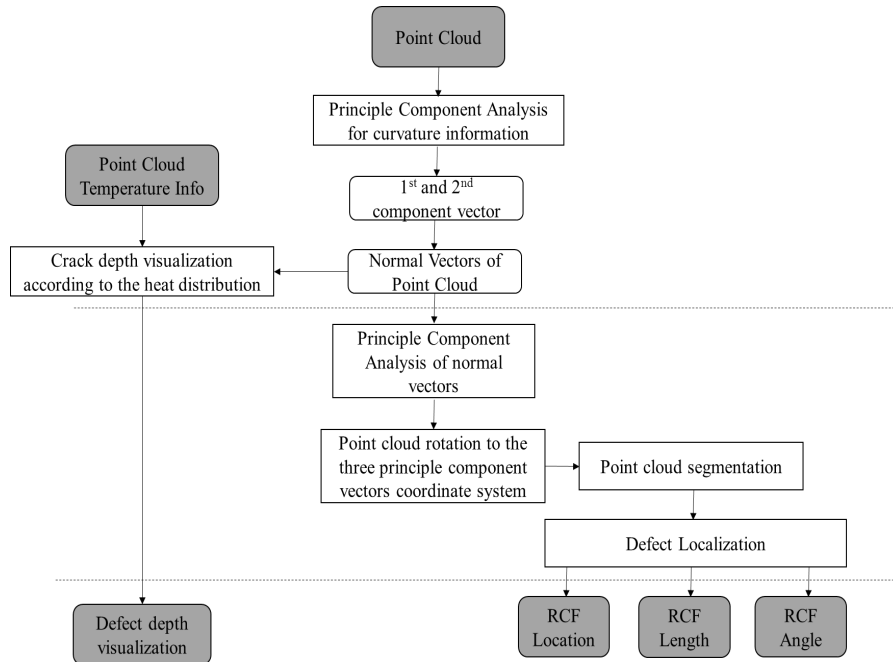 Point Cloud
Principle Component Analysis
for curvature information
Point Cloud
Temperature Info
1st and 2nd
component vector
Crack depth visualization
according to the heat distribution
Normal Vectors of
Point Cloud
Principle Component
Analysis of normal
vectors
Point cloud rotation to the
three principle component
vectors coordinate system
Point cloud segmentation
Defect Localization
Defect depth
visualization
RCF
Location
RCF
Length
RCF
Angle